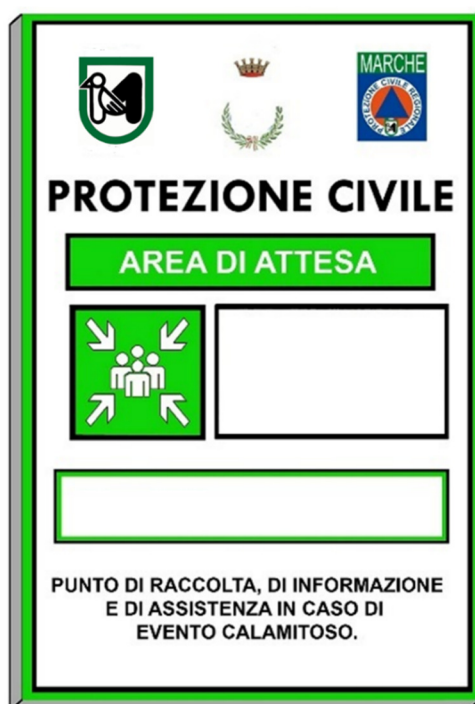 MARCHE
PROTEZIONE CIVILE REGIONALE
PROTEZIONE CIVILE
AREA DI ATTESA
PUNTO DI RACCOLTA, DI INFORMAZIONE
E DI ASSISTENZA IN CASO DI
EVENTO CALAMITOSO.